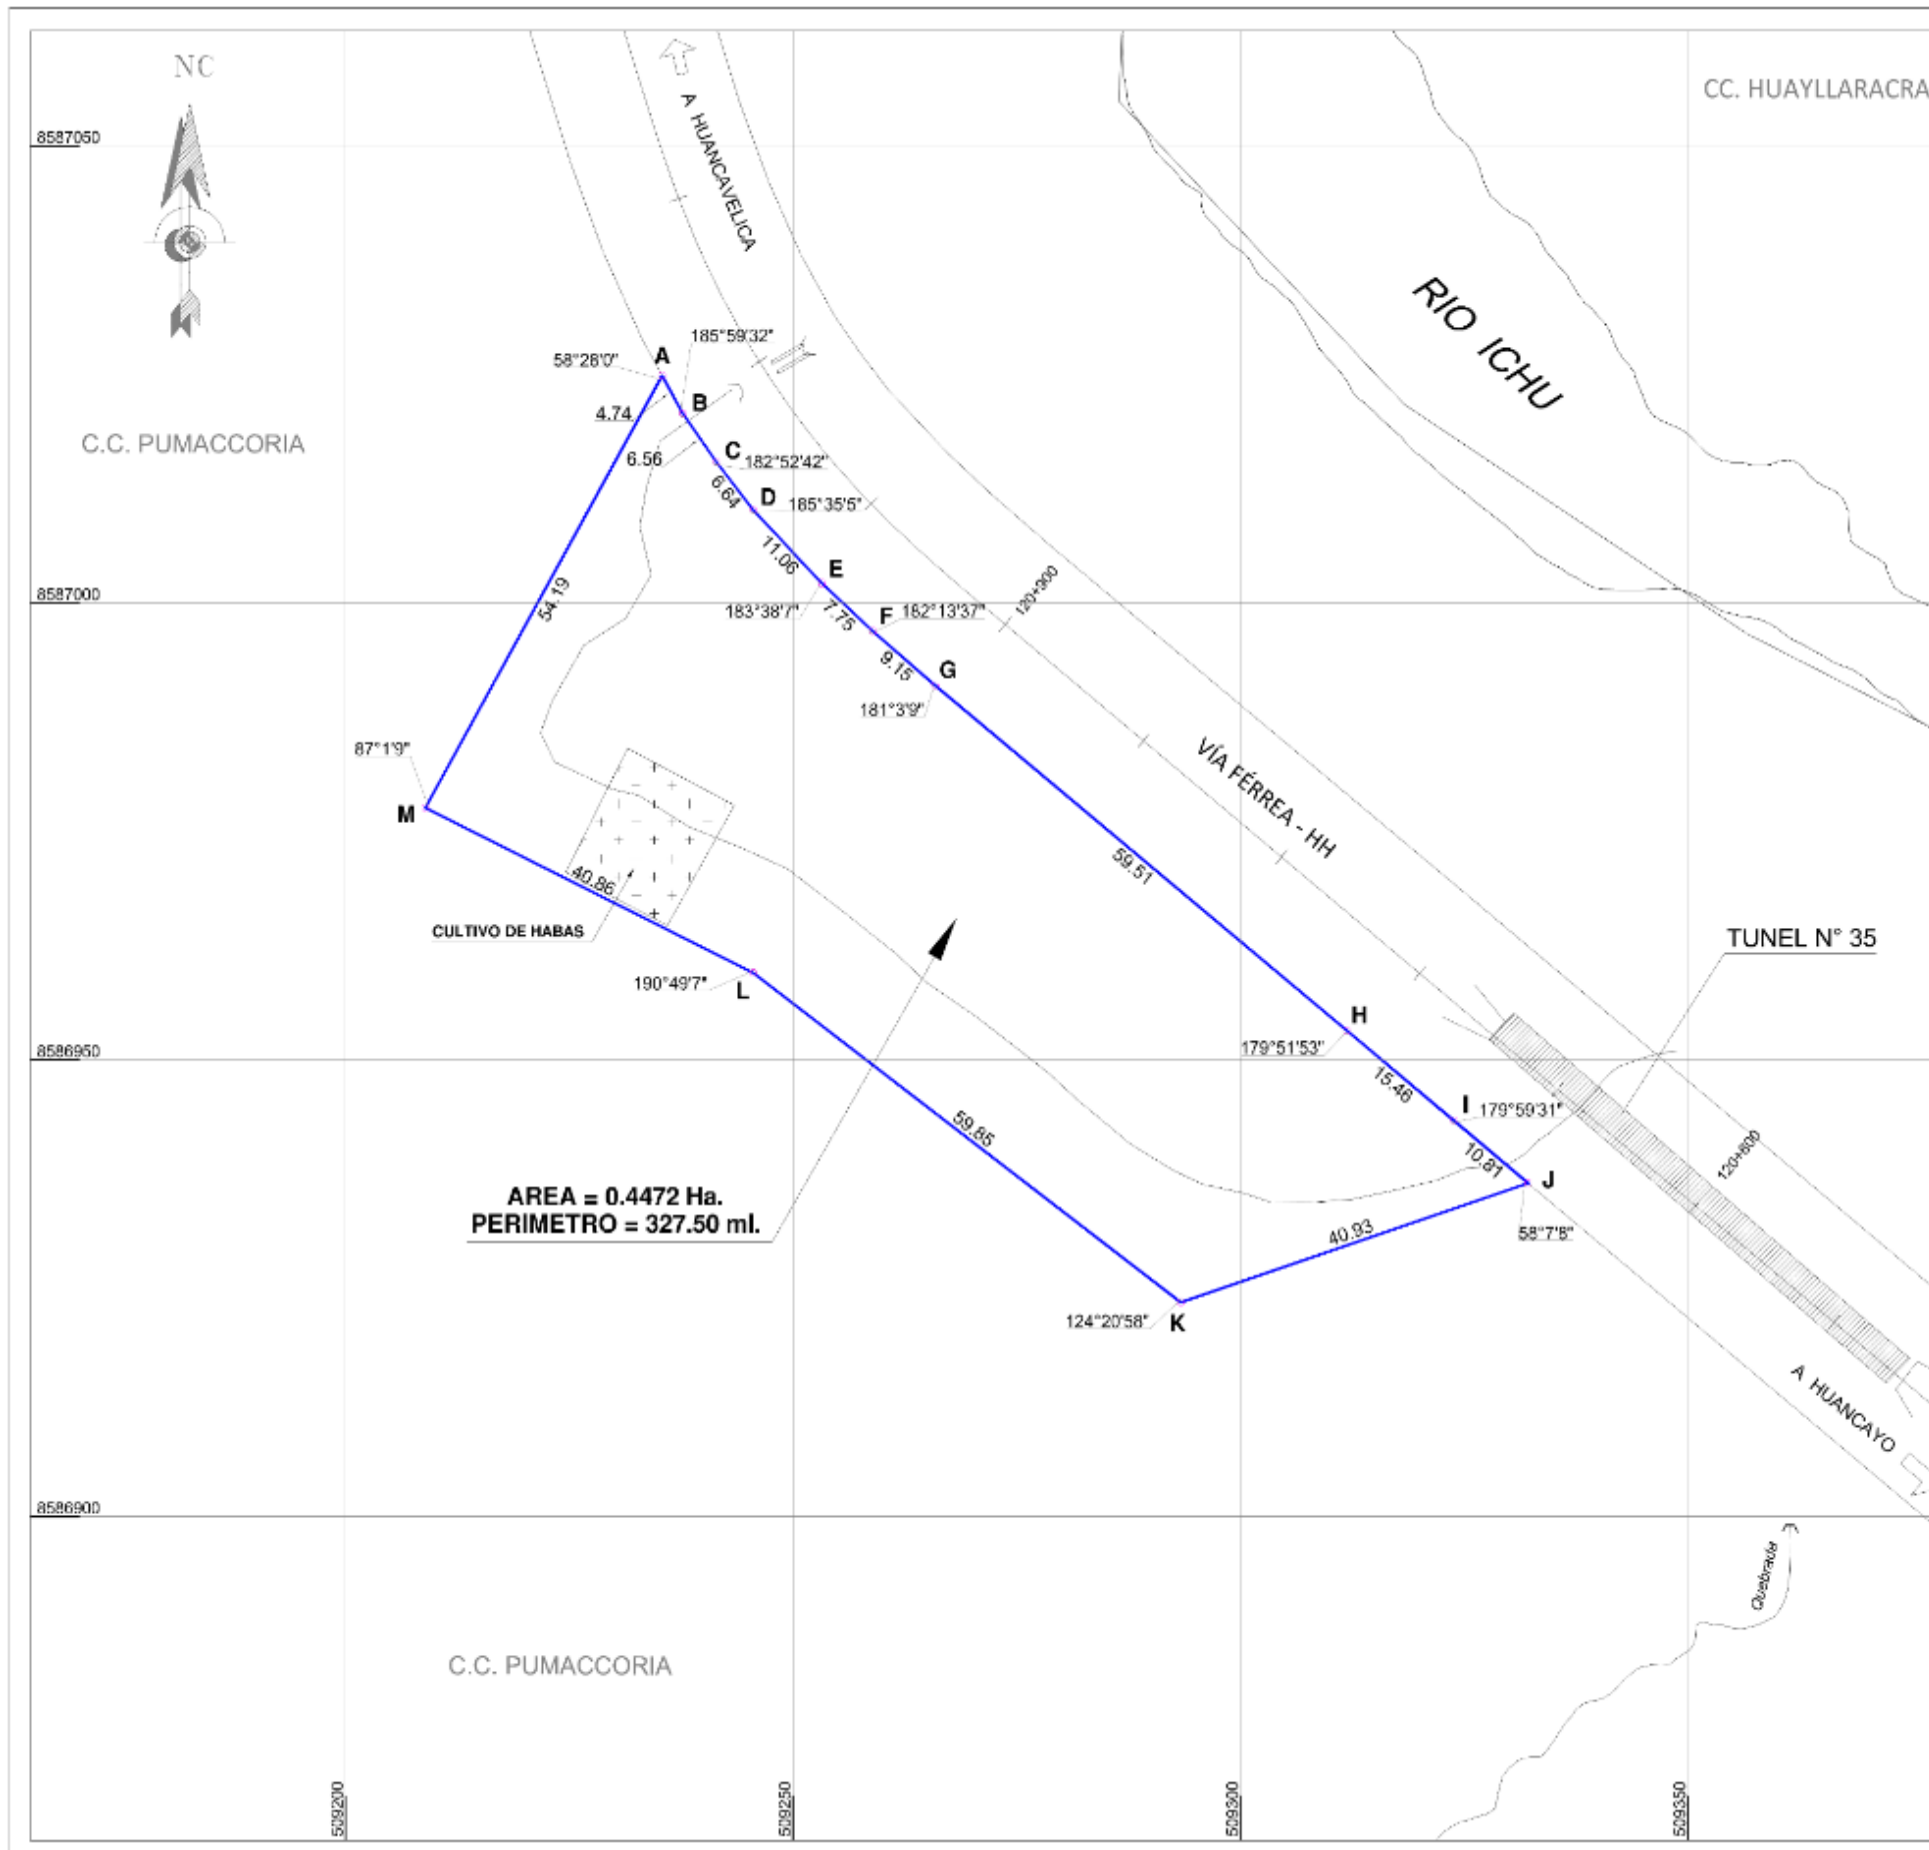 NC
CC. HUAYLLARACRA
8587050
A HUANCAVELICA
RIO ICHU
185°59'32"
A
58°28'0"
4.74
B
C.C. PUMACCORIA
6.56
C
182°52'42"
6.64
D
185°35'5"
11.06
E
8587000
183°38'7"
7.75
F
182°13'37"
120+900
54.19
9.15
G
181°3'9"
87°1'9"
M
VÍA FÉRREA - HH
59.51
40.86
CULTIVO DE HABAS
TUNEL N° 35
190°49'7"
L
H
179°51'53"
8586950
15.46
I
179°59'31"
59.85
10.81
J
120+800
AREA = 0.4472 Ha.
PERIMETRO = 327.50 ml.
40.93
58°7'8"
124°20'58"
K
A HUANCAYO
8586900
Quebrada
C.C. PUMACCORIA
509200
509250
509300
509350